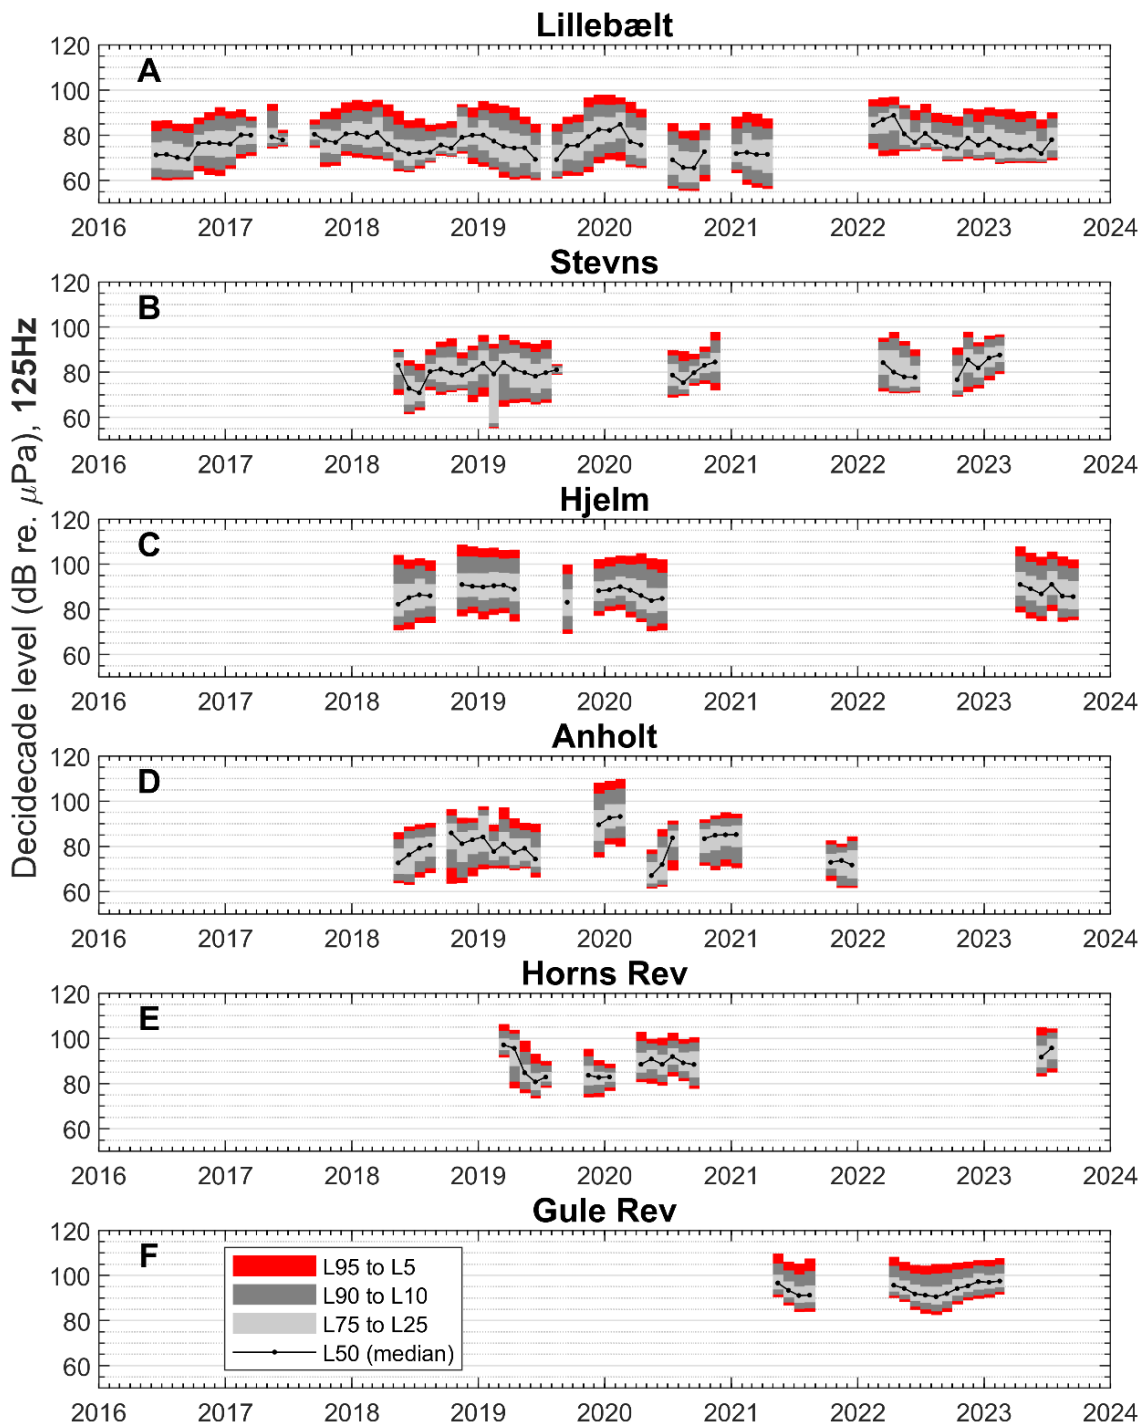 Lillebælt
120
A
100
80
60
2016 2017 2018 2019 2020 2021 2022 2023 2024
Stevns
120
B
100
80
60
2016 2017 2018 2019 2020 2021 2022 2023 2024
Hjelm
120
C
100
80
60
2016 2017 2018 2019 2020 2021 2022 2023 2024
Anholt
120
D
100
80
60
2016 2017 2018 2019 2020 2021 2022 2023 2024
Horns Rev
120
E
100
80
60
2016 2017 2018 2019 2020 2021 2022 2023 2024
Gule Rev
120
F
100
80
60
L95 to L5
L90 to L10
L75 to L25
L50 (median)
2016 2017 2018 2019 2020 2021 2022 2023 2024
Decidecade level (dB re. μPa), 125Hz